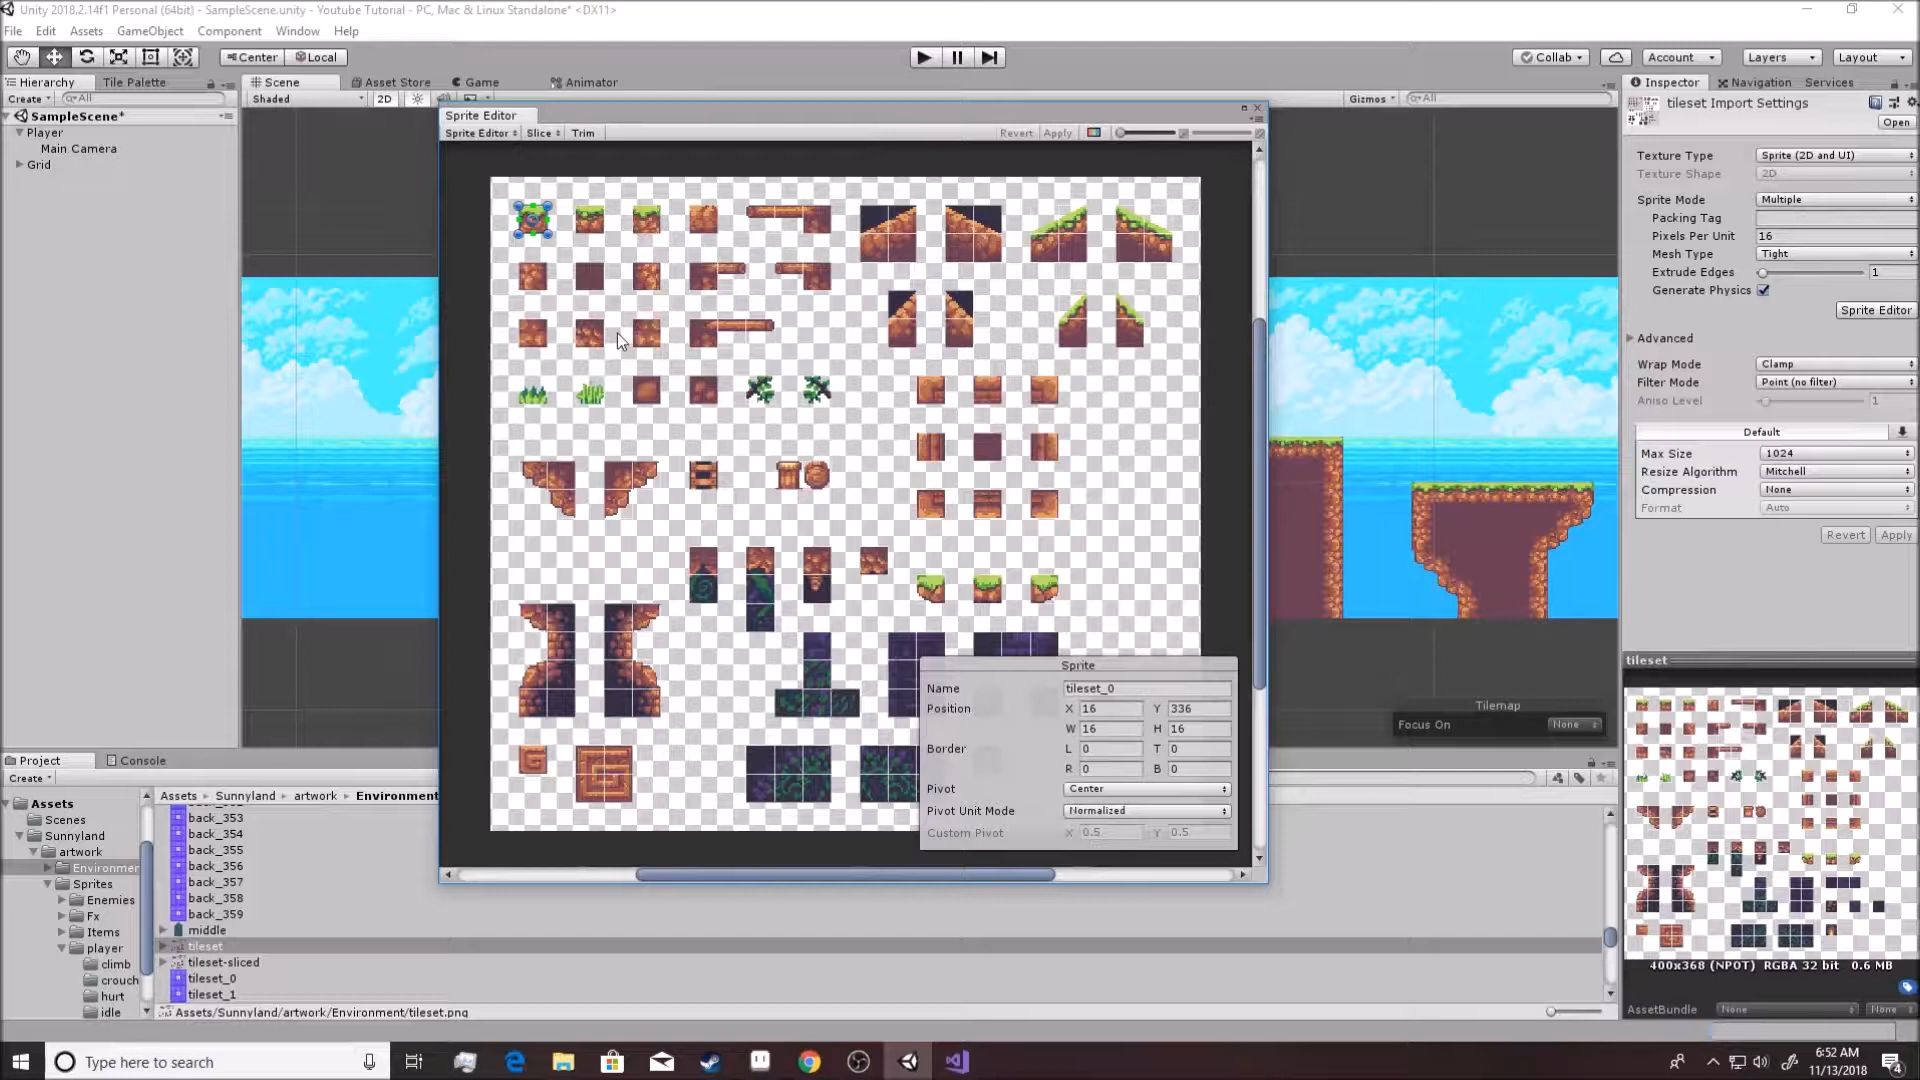 Unity 2018.2.14f1 Personal (64bit) - SampleScene.unity - Youtube Tutorial - PC, Mac & Linux Standalone* <DX11>
File Edit Assets GameObject Component Window Help
Center Local Collab Account Layers Layout
Hierarchy Tile Palette Scene Asset Store Game Animator Inspector Navigation Services
Create All Shaded 2D Gizmos All
tileset Import Settings
Open
SampleScene*
Player
Main Camera
Grid
Sprite Editor
Sprite Editor Slice Trim Revert Apply
Texture Type Sprite (2D and UI)
Texture Shape 2D
Sprite Mode Multiple
Packing Tag
Pixels Per Unit 16
Mesh Type Tight
Extrude Edges 1
Generate Physics
Sprite Editor
Advanced
Wrap Mode Clamp
Filter Mode Point (no filter)
Aniso Level 1
Default
Max Size 1024
Resize Algorithm Mitchell
Compression None
Format Auto
Revert Apply
Sprite
Name tileset_0
Position X 16 Y 336
W 16 H 16
Border L 0 T 0
R 0 B 0
Pivot Center
Pivot Unit Mode Normalized
Custom Pivot X 0.5 Y 0.5
Tilemap
Focus On None
tileset
400x368 (NPOT) RGBA 32 bit 0.6 MB
AssetBundle None None
Project Console
Create
Assets
Scenes
Sunnyland
artwork
Environmen
Sprites
Enemies
Fx
Items
player
climb
crouch
hurt
idle
Assets Sunnyland artwork Environment
back_353
back_354
back_355
back_356
back_357
back_358
back_359
middle
tileset
tileset-sliced
tileset_0
tileset_1
Assets/Sunnyland/artwork/Environment/tileset.png
Type here to search
6:52 AM
11/13/2018
4